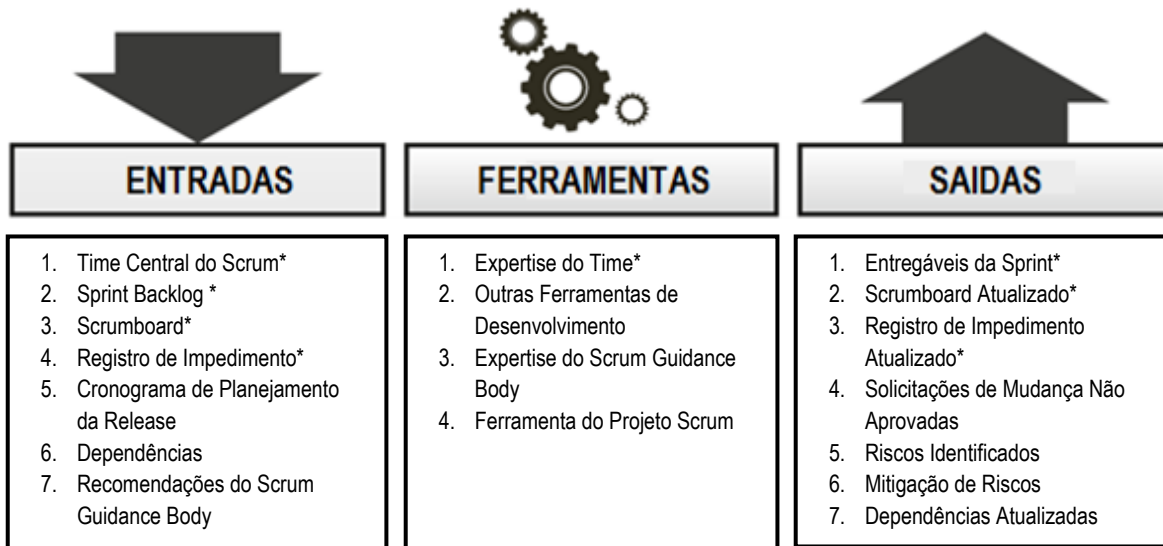 ENTRADAS
1. Time Central do Scrum*
2. Sprint Backlog *
3. Scrumboard*
4. Registro de Impedimento*
5. Cronograma de Planejamento
da Release
6. Dependências
7. Recomendações do Scrum
Guidance Body
FERRAMENTAS
1. Expertise do Time*
2. Outras Ferramentas de
Desenvolvimento
3. Expertise do Scrum Guidance
Body
4. Ferramenta do Projeto Scrum
SAIDAS
1. Entregáveis da Sprint*
2. Scrumboard Atualizado*
3. Registro de Impedimento
Atualizado*
4. Solicitações de Mudança Não
Aprovadas
5. Riscos Identificados
6. Mitigação de Riscos
7. Dependências Atualizadas